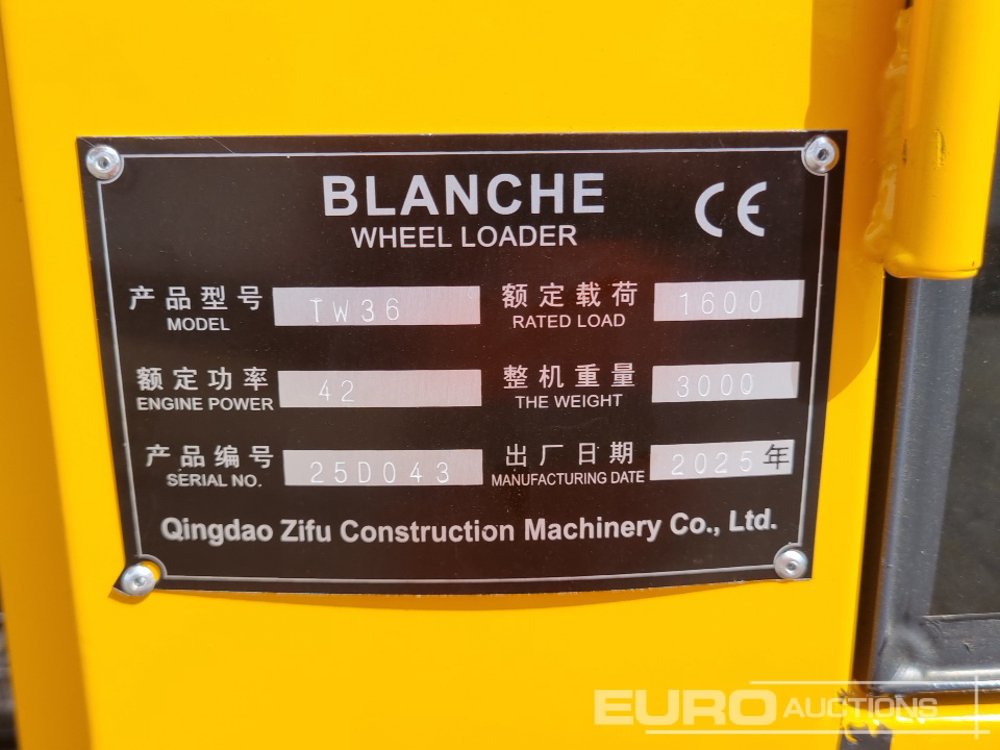 BLANCHE
CE
WHEEL LOADER
产品型号 TW36 额定载荷 1600
MODEL RATED LOAD
额定功率 42 整机重量 3000
ENGINE POWER THE WEIGHT
产品编号 25D043 出厂日期 2025年
SERIAL NO. MANUFACTURING DATE
Qingdao Zifu Construction Machinery Co., Ltd.
EURO AUCTIONS